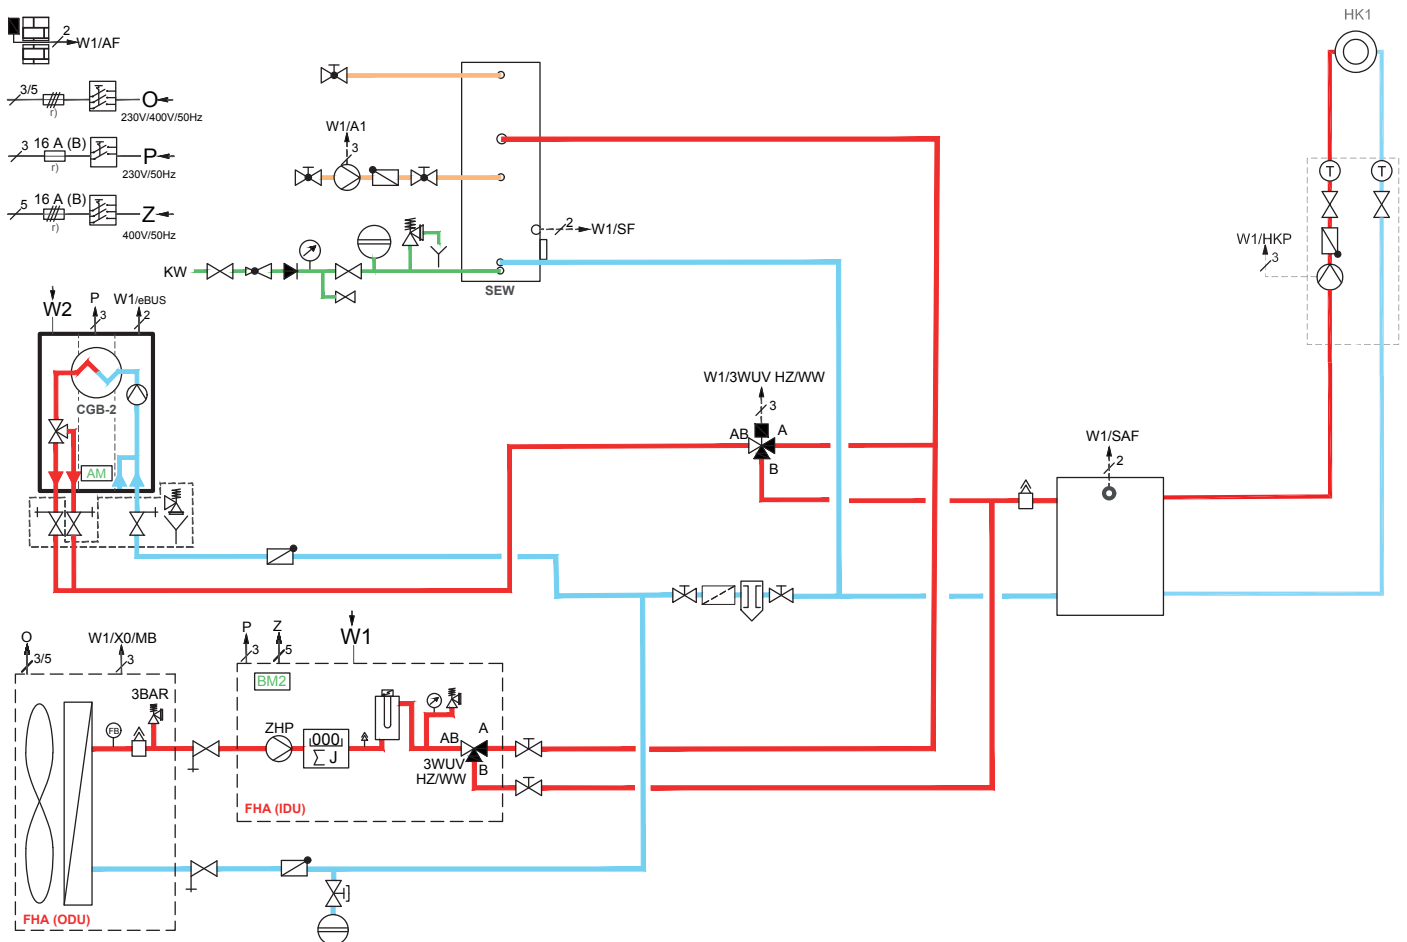 2
W1/AF
3/5
r)
O
230V/400V/50Hz
3
16 A (B)
r)
P
230V/50Hz
5
16 A (B)
r)
Z
400V/50Hz
HK1
T
T
W1/HKP
3
W1/A1
3
2
W1/SF
KW
SEW
W2
P
3
W1/eBUS
2
CGB-2
AM
W1/3WUV HZ/WW
3
AB
A
B
W1/SAF
2
O
3/5
W1/X0/MB
3
3BAR
FB
FHA (ODU)
P
3
Z
5
W1
BM2
ZHP
000
∑ J
AB
A
3WUV
HZ/WW
B
FHA (IDU)